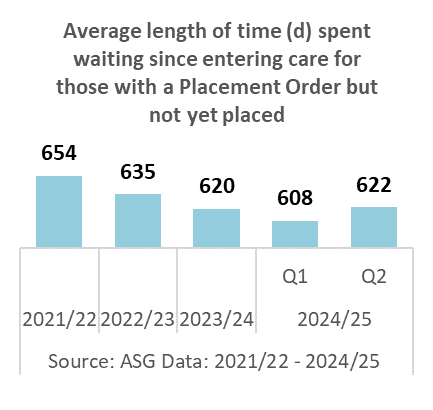 Average length of time (d) spent
waiting since entering care for
those with a Placement Order but
not yet placed
654
635
620
608
622
Q1
Q2
2021/22
2022/23
2023/24
2024/25
Source: ASG Data: 2021/22 - 2024/25